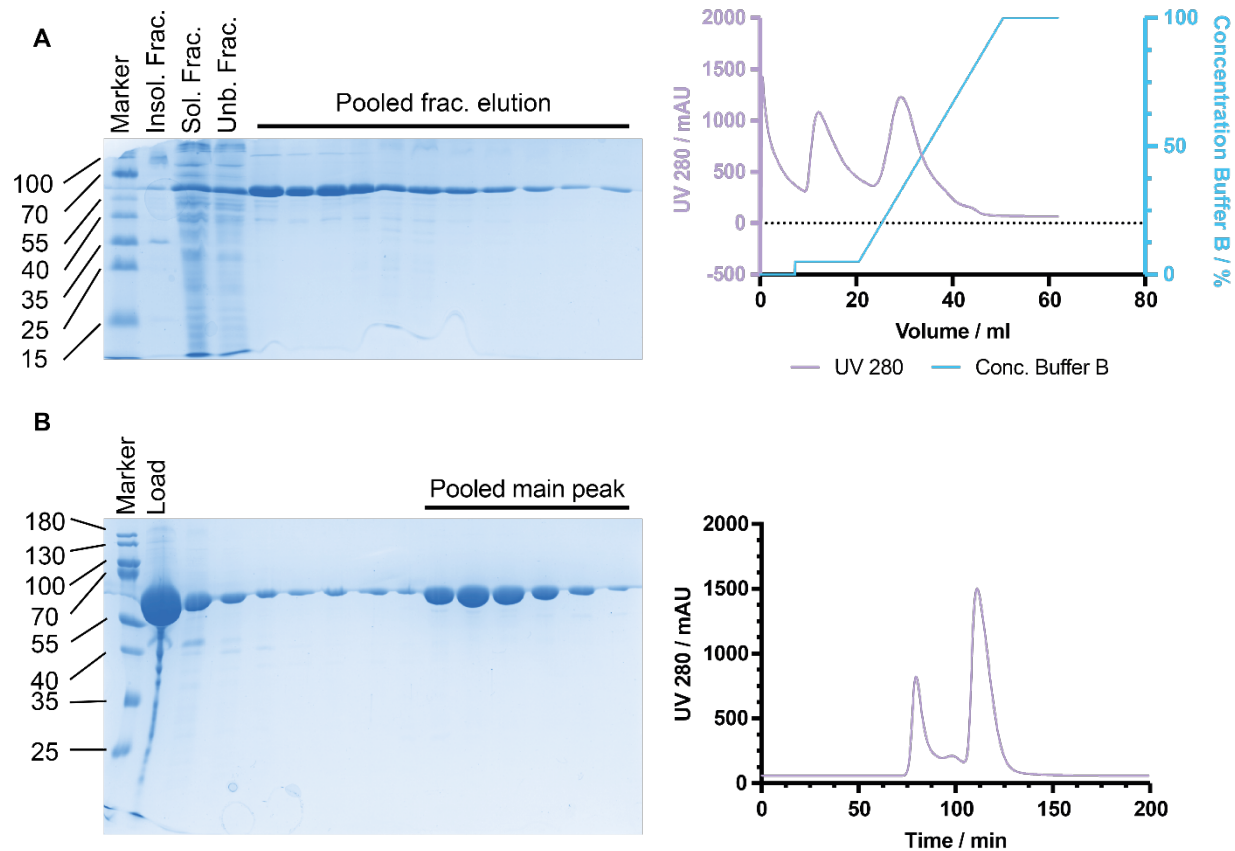 A
Marker
Insol. Frac.
Sol. Frac.
Unb. Frac.
Pooled frac. elution
100
70
55
40
35
25
15
2000
1500
1000
500
0
-500
UV 280 / mAU
100
50
0
Concentration Buffer B / %
0 20 40 60 80
Volume / ml
UV 280 Conc. Buffer B
B
Marker
Load
Pooled main peak
180
130
100
70
55
40
35
25
2000
1500
1000
500
0
UV 280 / mAU
0 50 100 150 200
Time / min